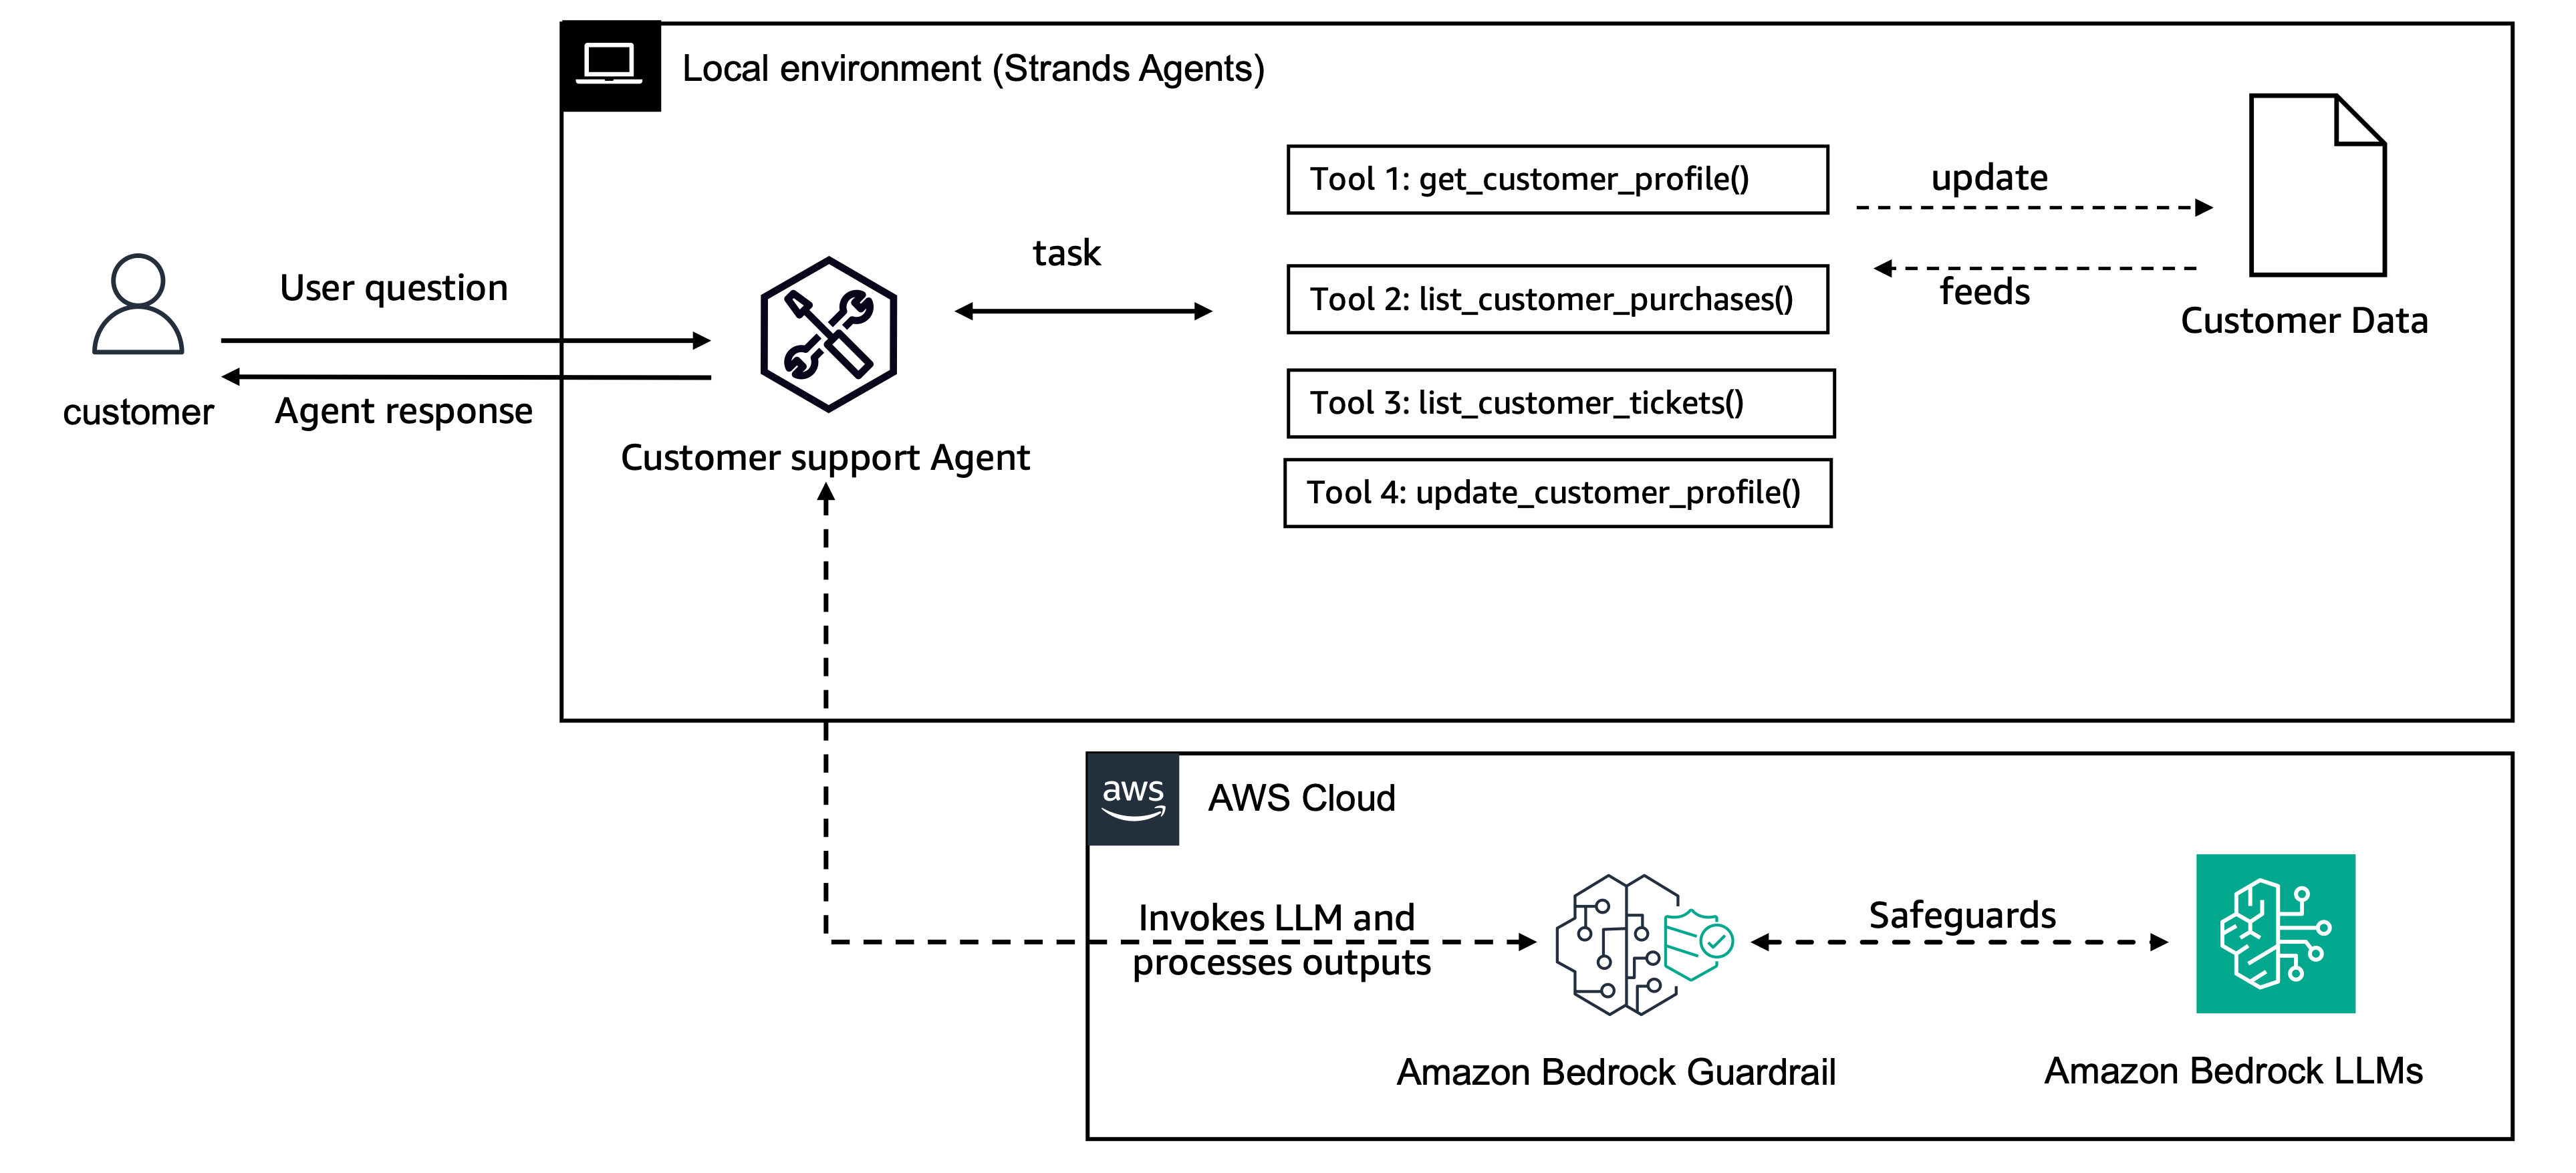 Local environment (Strands Agents)
Tool 1: get_customer_profile()
update
task
User question
Tool 2: list_customer_purchases()
feeds
Customer Data
customer
Agent response
Tool 3: list_customer_tickets()
Customer support Agent
Tool 4: update_customer_profile()
aws
AWS Cloud
Invokes LLM and
processes outputs
Safeguards
Amazon Bedrock Guardrail
Amazon Bedrock LLMs